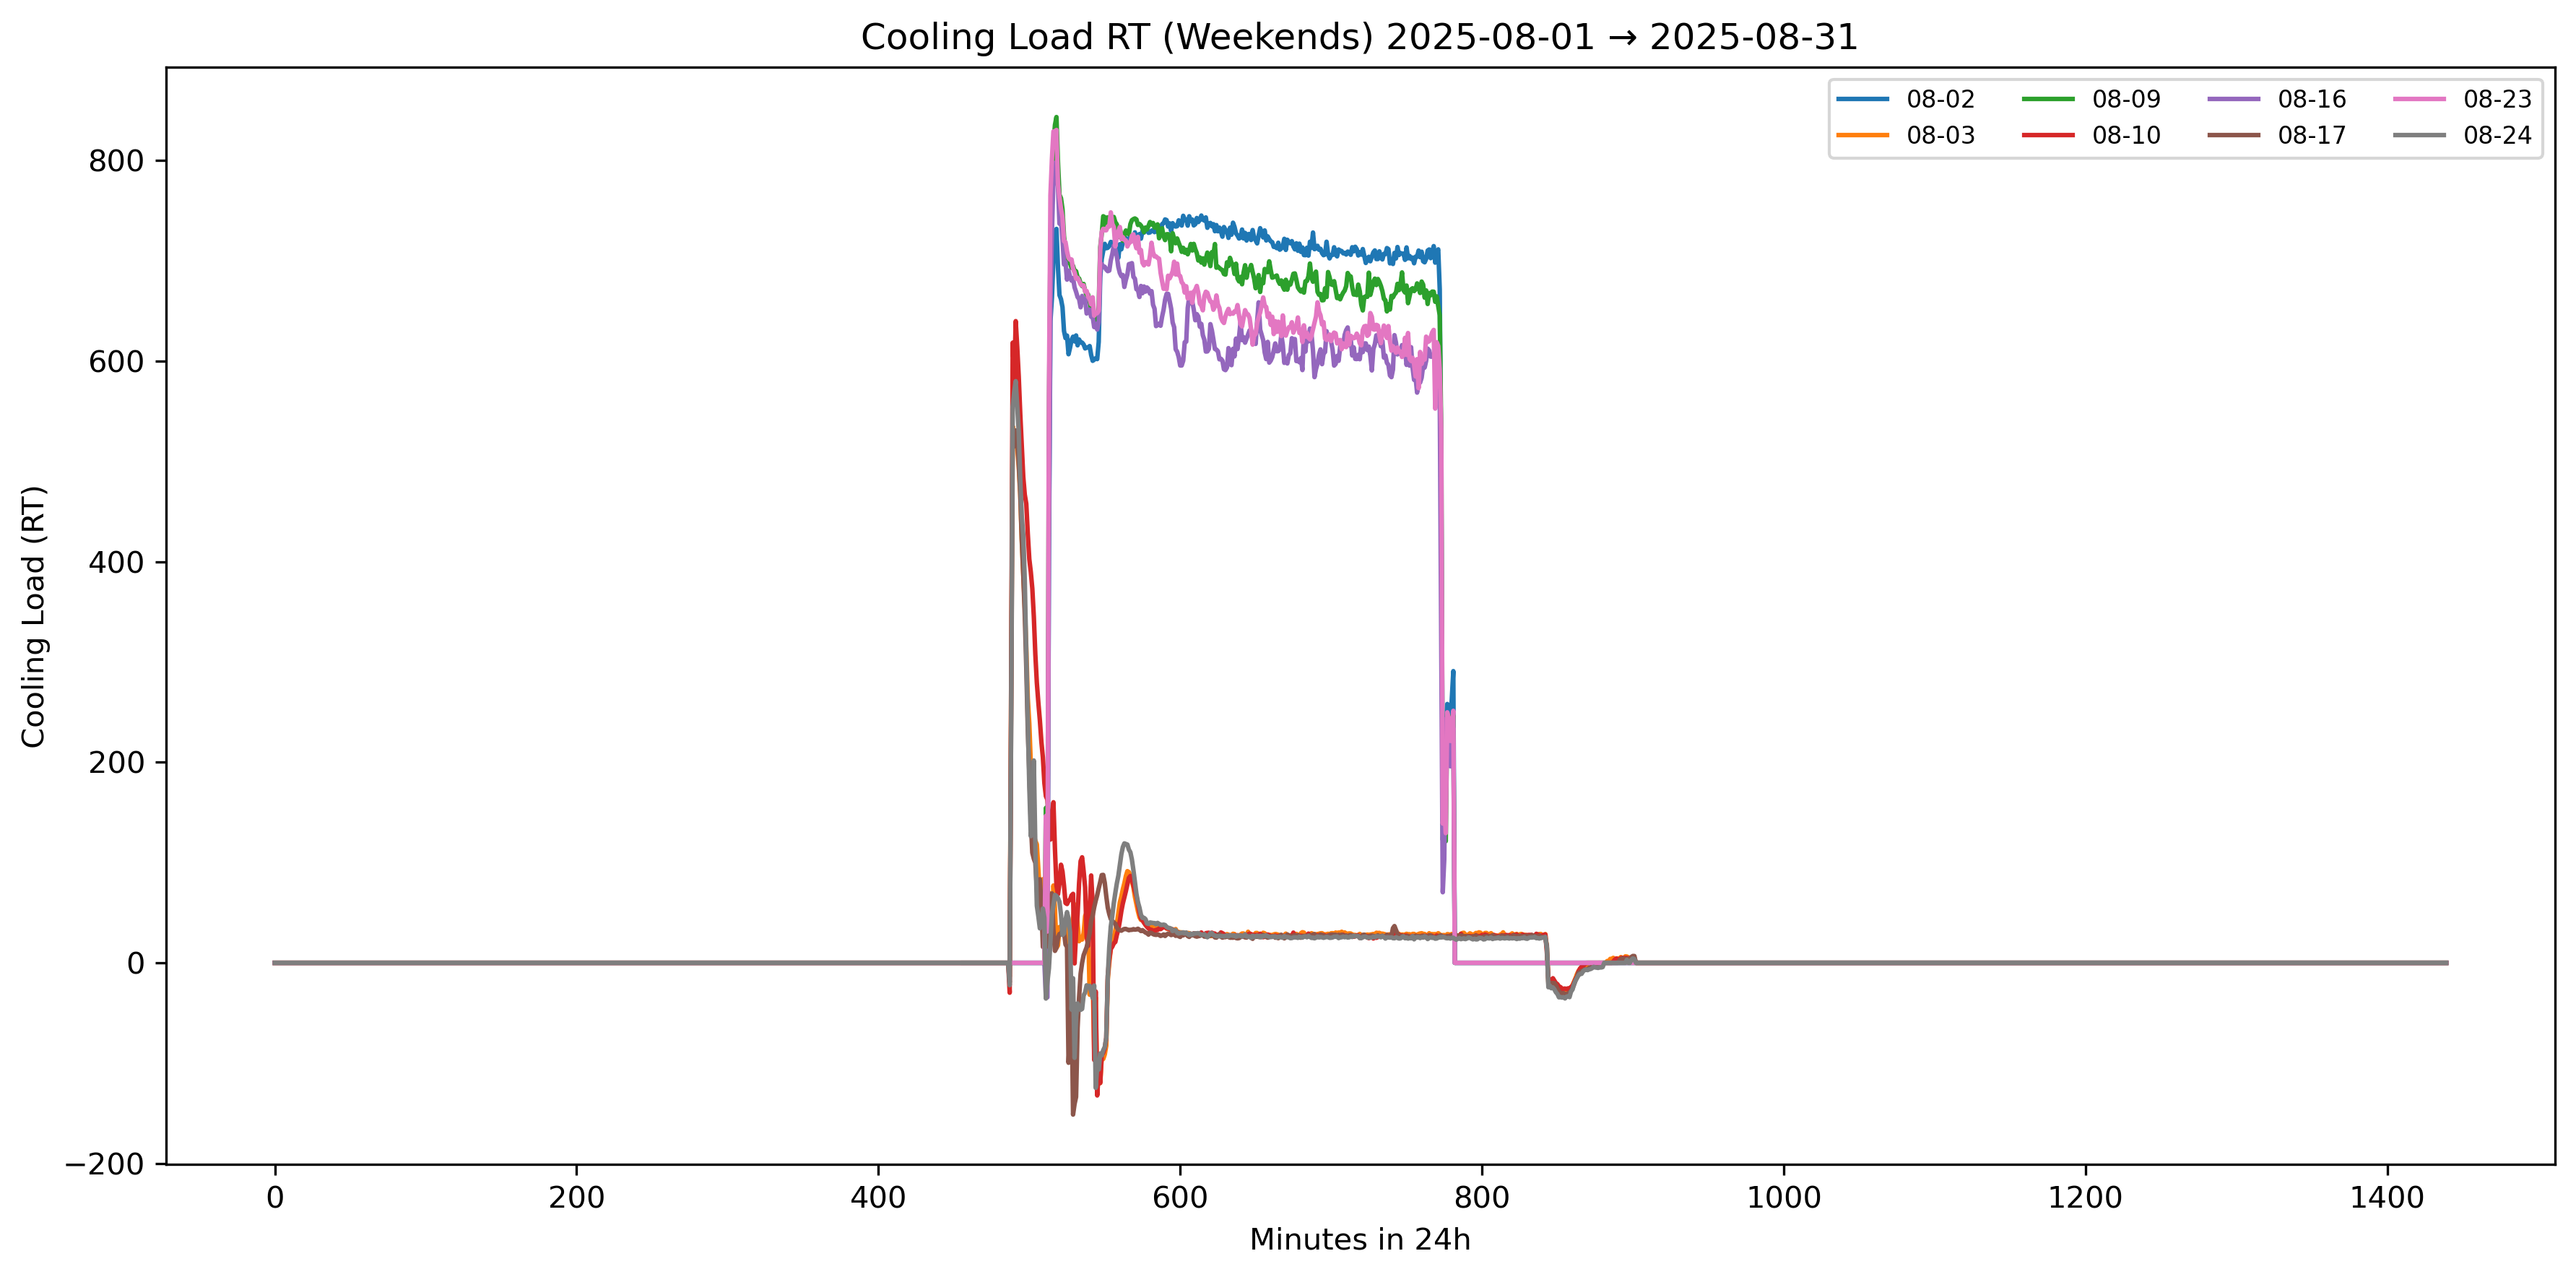 Cooling Load RT (Weekends) 2025-08-01 → 2025-08-31
08-02 08-09 08-16 08-23
08-03 08-10 08-17 08-24
Cooling Load (RT)
800
600
400
200
0
−200
0 200 400 600 800 1000 1200 1400
Minutes in 24h